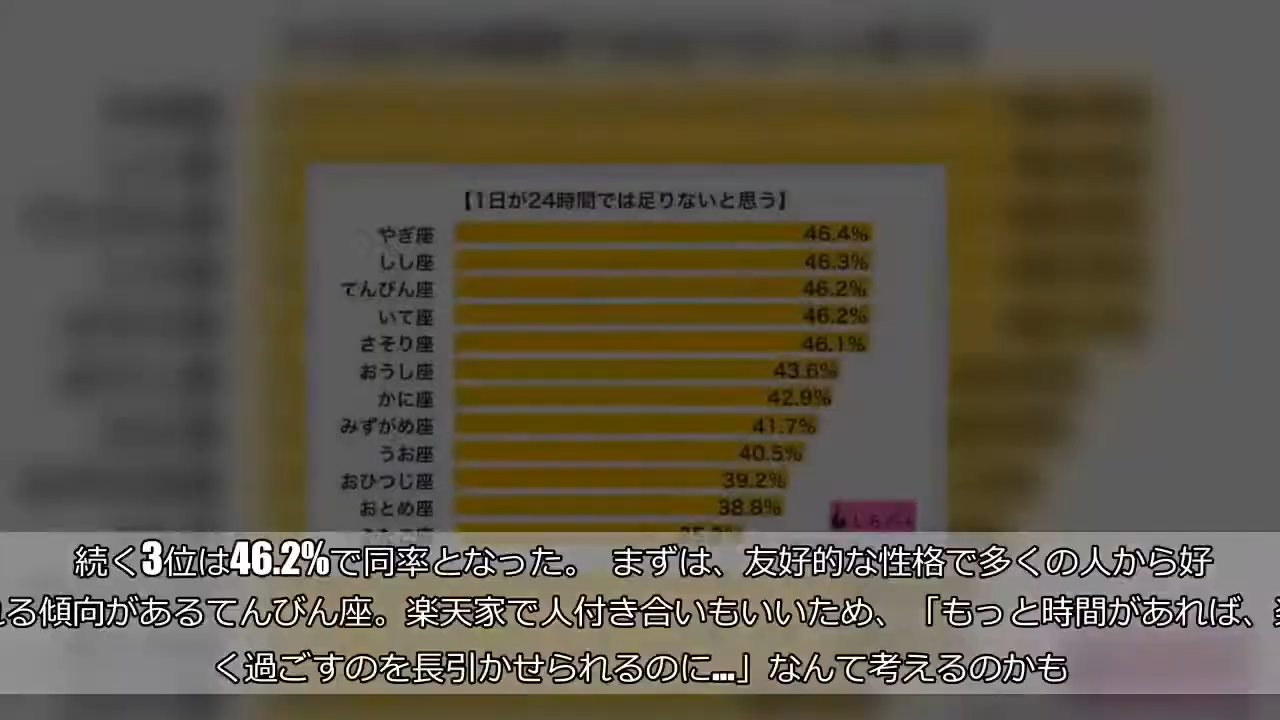 【1日が24時間では足りないと思う】
やぎ座 46.4%
しし座 46.3%
てんびん座 46.2%
いて座 46.2%
さそり座 46.1%
おうし座 43.6%
かに座 42.9%
みずがめ座 41.7%
うお座 40.5%
おひつじ座 39.2%
おとめ座 38.8%
しらべぇ
続く3位は46.2%で同率となった。 まずは、友好的な性格で多くの人から好
れる傾向があるてんびん座。楽天家で人付き合いもいいため、「もっと時間があれば、
く過ごすのを長引かせられるのに...」なんて考えるのかも